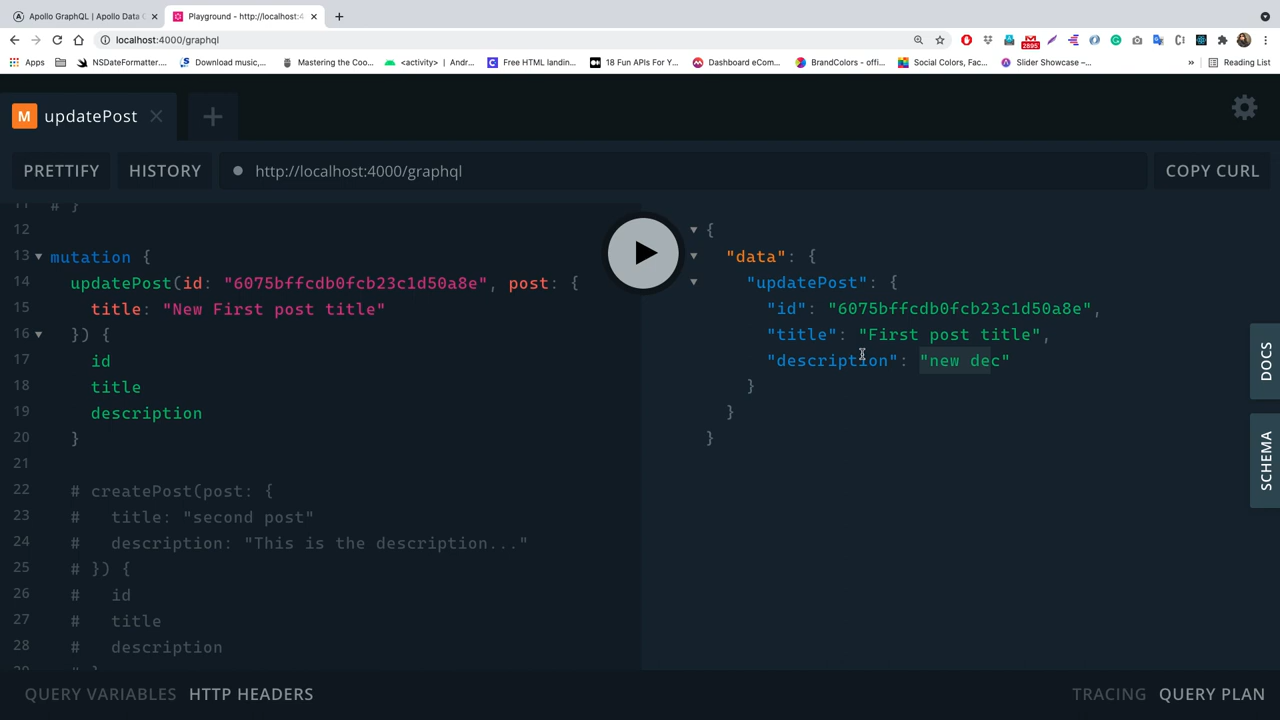 Apollo GraphQL | Apollo Data
Playground - http://localhost:4
localhost:4000/graphql
2895
Apps
NSDateFormatter....
Download music,...
Mastering the Coo...
<activity> | Andr...
Free HTML landin...
18 Fun APIs For Y...
Dashboard eCom...
BrandColors - offi...
Social Colors, Fac...
Slider Showcase –...
»
Reading List
M updatePost
PRETTIFY
HISTORY
http://localhost:4000/graphql
COPY CURL
11 # }
12
13 mutation {
14 updatePost(id: "6075bffcdb0fcb23c1d50a8e", post: {
15 title: "New First post title"
16 }) {
17 id
18 title
19 description
20 }
21
22 # createPost(post: {
23 # title: "second post"
24 # description: "This is the description..."
25 # }) {
26 # id
27 # title
28 # description
{
"data": {
"updatePost": {
"id": "6075bffcdb0fcb23c1d50a8e",
"title": "First post title",
"description": "new dec"
}
}
}
DOCS
SCHEMA
QUERY VARIABLES
HTTP HEADERS
TRACING
QUERY PLAN